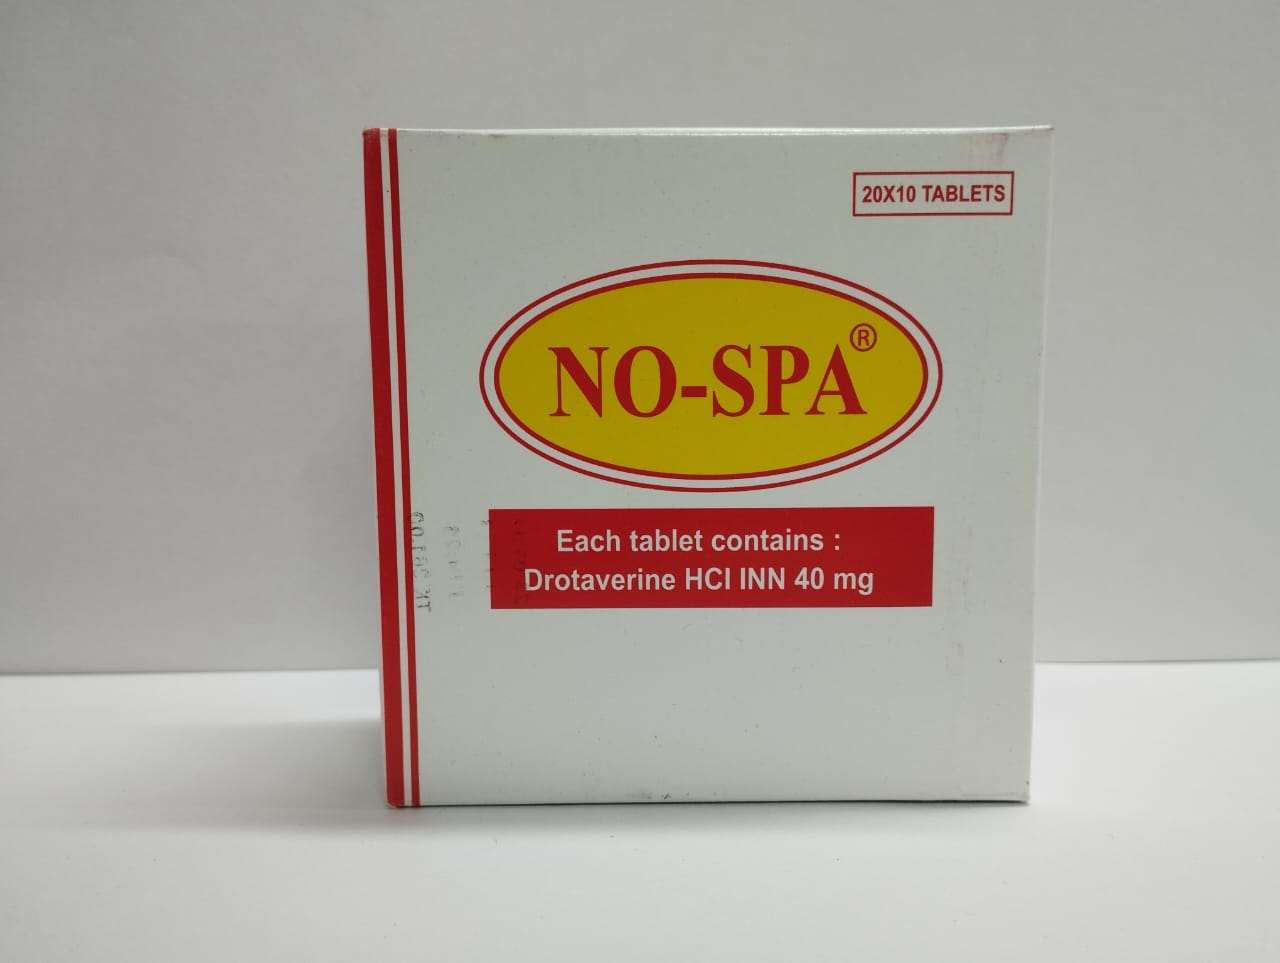 20X10 TABLETS
NO-SPA®
Each tablet contains :
Drotaverine HCl INN 40 mg